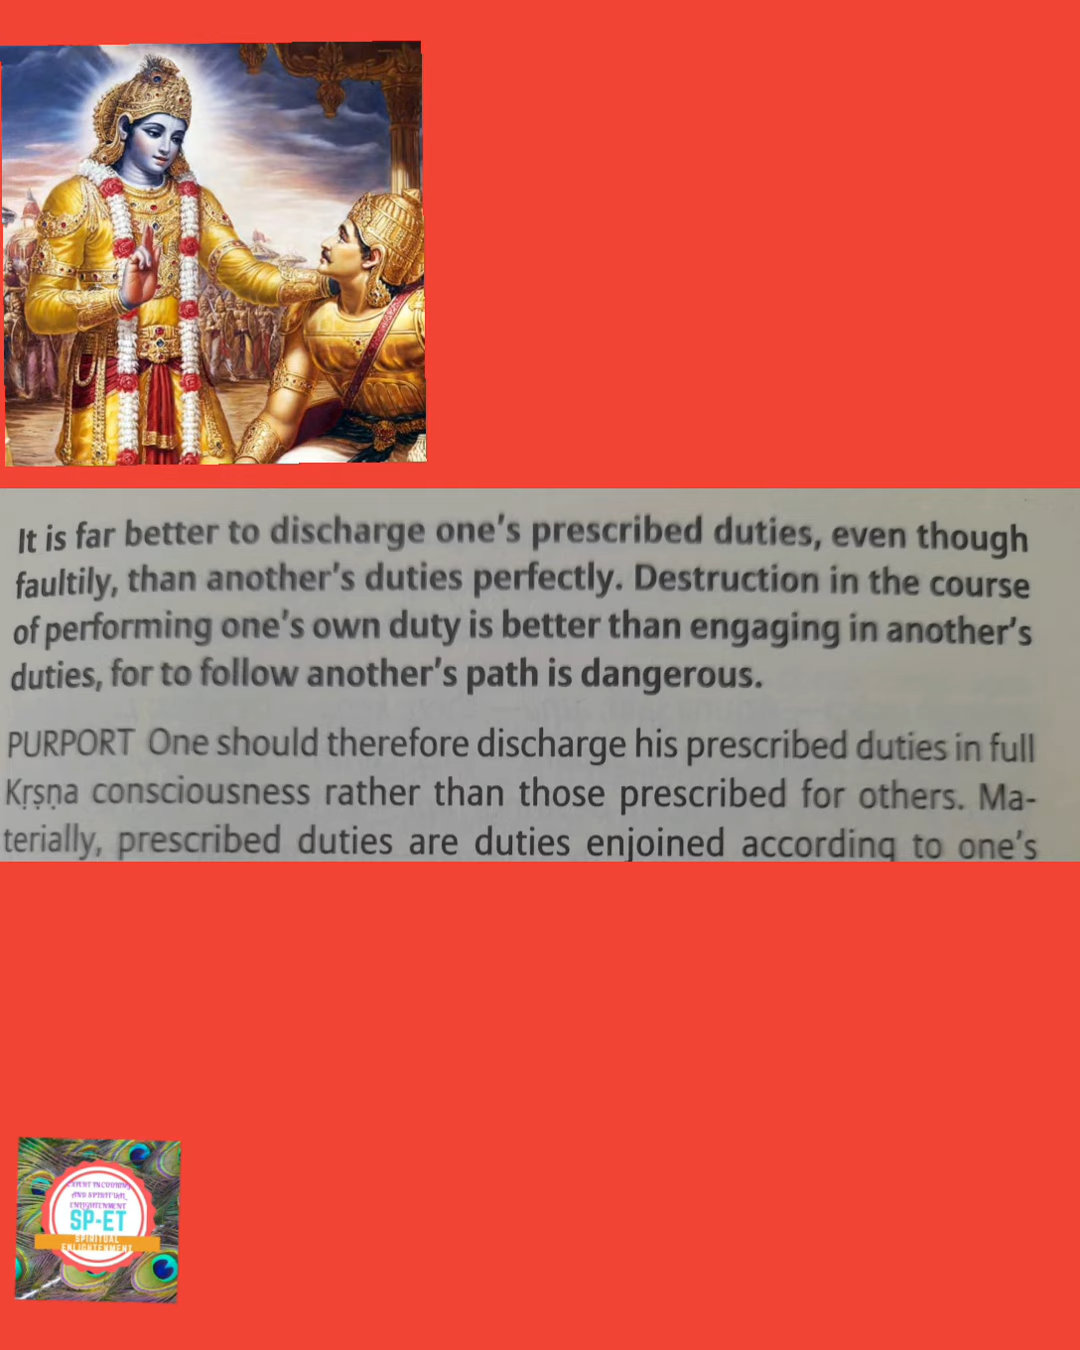 It is far better to discharge one's prescribed duties, even though
faultily, than another's duties perfectly. Destruction in the course
of performing one's own duty is better than engaging in another's
duties, for to follow another's path is dangerous.
PURPORT One should therefore discharge his prescribed duties in full
Kṛṣṇa consciousness rather than those prescribed for others. Ma-
terially, prescribed duties are duties enjoined according to one's
AND SPIRITUAL
ENLIGHTENMENT
SP-ET
SPIRITUAL
ENLIGHTENMENT